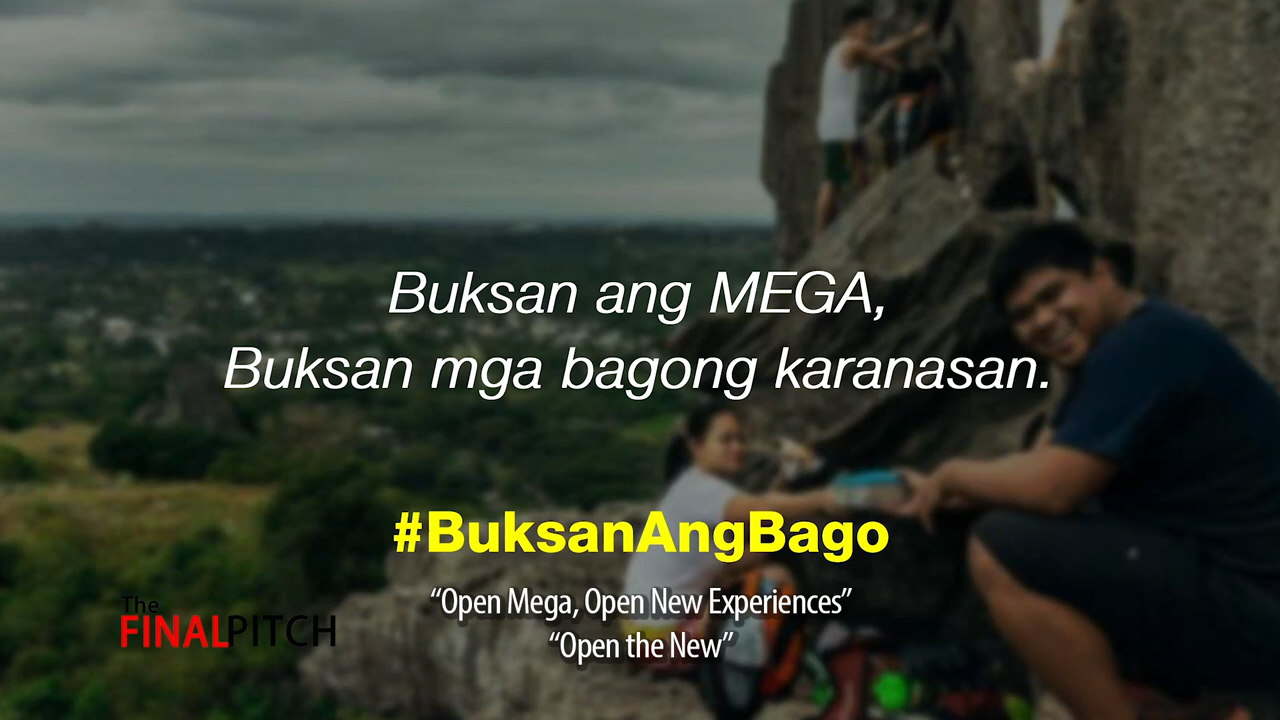 Buksan ang MEGA,
Buksan mga bagong karanasan.
#BuksanAngBago
“Open Mega, Open New Experiences”
“Open the New”
The
FINALPITCH